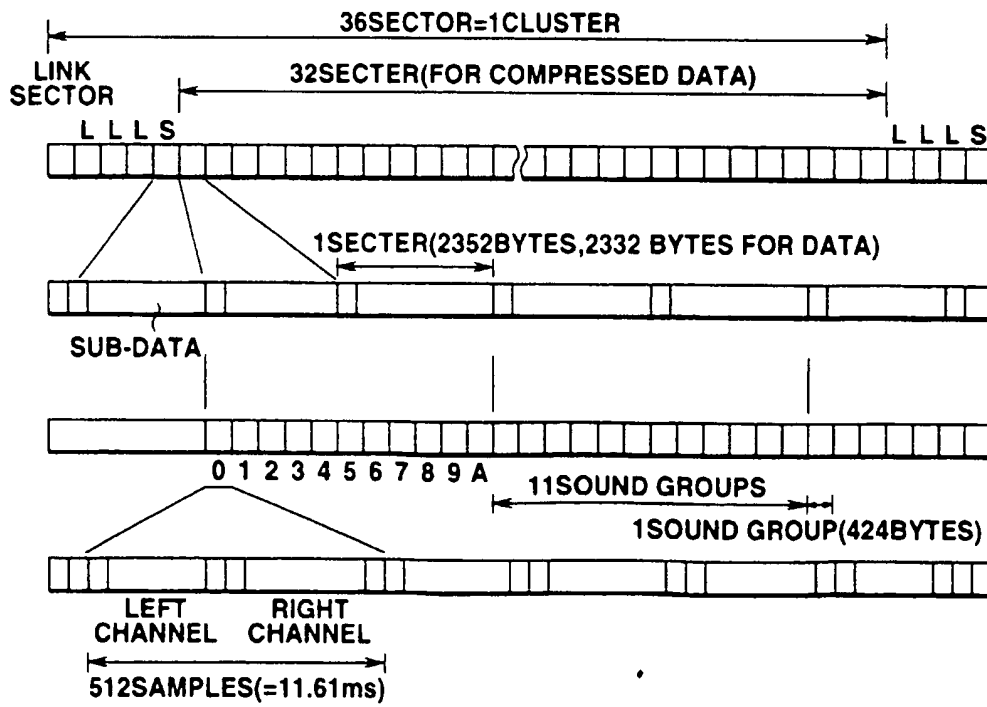 36SECTOR=1CLUSTER
LINK
SECTOR
32SECTER(FOR COMPRESSED DATA)
L L L S
L L L S
1SECTER(2352BYTES,2332 BYTES FOR DATA)
SUB-DATA
0 1 2 3 4 5 6 7 8 9 A
11SOUND GROUPS
1SOUND GROUP(424BYTES)
LEFT
CHANNEL
RIGHT
CHANNEL
512SAMPLES(=11.61ms)